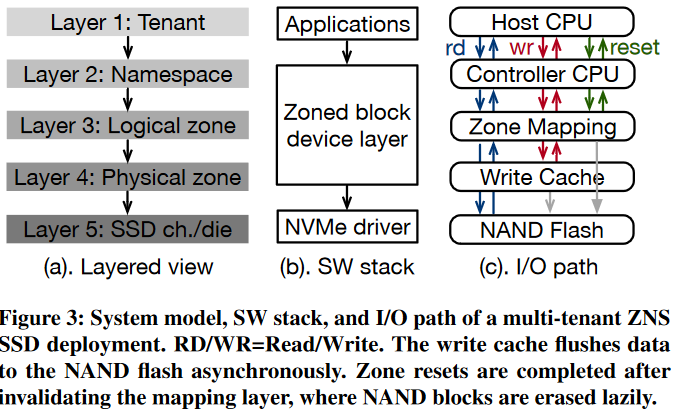 Layer 1: Tenant
Layer 2: Namespace
Layer 3: Logical zone
Layer 4: Physical zone
Layer 5: SSD ch./die
(a). Layered view
Applications
Zoned block
device layer
NVMe driver
(b). SW stack
Host CPU
rd wr reset
Controller CPU
Zone Mapping
Write Cache
NAND Flash
(c). I/O path
Figure 3: System model, SW stack, and I/O path of a multi-tenant ZNS
SSD deployment. RD/WR=Read/Write. The write cache flushes data
to the NAND flash asynchronously. Zone resets are completed after
invalidating the mapping layer, where NAND blocks are erased lazily.